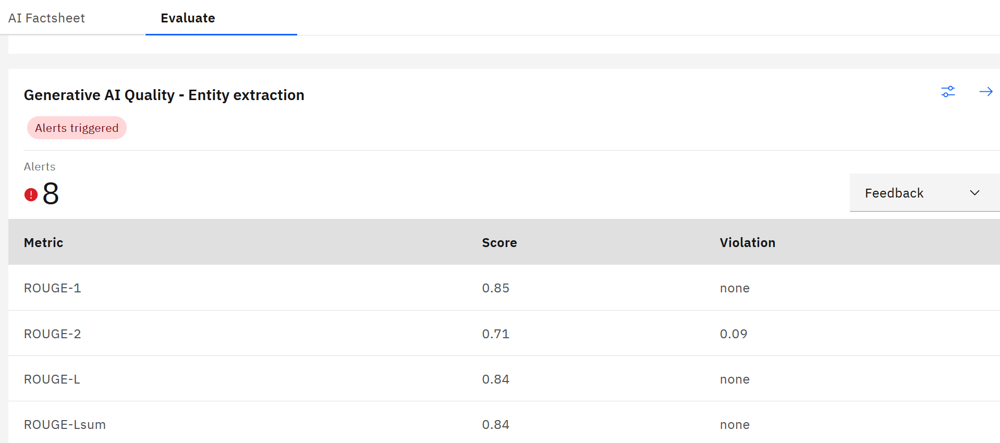 AI Factsheet Evaluate
Generative AI Quality - Entity extraction
Alerts triggered
Alerts
8
Feedback
Metric Score Violation
ROUGE-1 0.85 none
ROUGE-2 0.71 0.09
ROUGE-L 0.84 none
ROUGE-Lsum 0.84 none